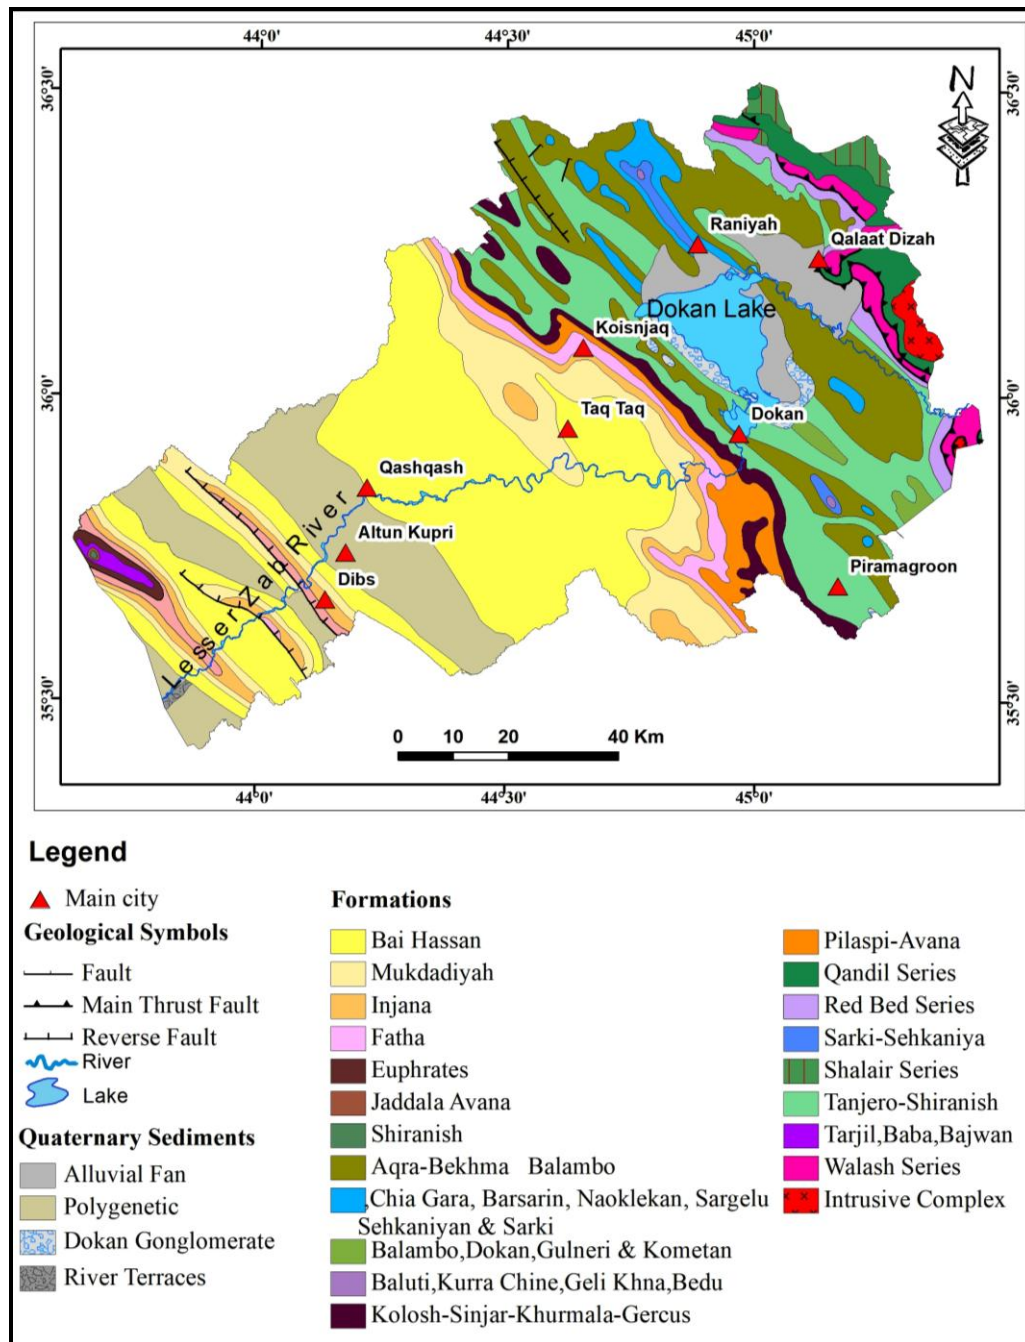 44°0'
44°30'
45°0'
36°30'
36°30'
N
Raniyah
Qalaat Dizah
Dokan Lake
Koisnjaq
36°0'
36°0'
Taq Taq
Dokan
Qashqash
Altun Kupri
Dibs
Piramagroon
Lesser Zab River
35°30'
35°30'
0 10 20 40 Km
44°0'
44°30'
45°0'
Legend
Main city
Geological Symbols
Fault
Main Thrust Fault
Reverse Fault
River
Lake
Quaternary Sediments
Alluvial Fan
Polygenetic
Dokan Gonglomerate
River Terraces
Formations
Bai Hassan
Mukdadiyah
Injana
Fatha
Euphrates
Jaddala Avana
Shiranish
Aqra-Bekhma Balambo
,Chia Gara, Barsarin, Naoklekan, Sargelu
Sehkaniyan & Sarki
Balambo,Dokan,Gulneri & Kometan
Baluti,Kurra Chine,Geli Khna,Bedu
Kolosh-Sinjar-Khurmala-Gercus
Pilaspi-Avana
Qandil Series
Red Bed Series
Sarki-Sehkaniya
Shalair Series
Tanjero-Shiranish
Tarjil,Baba,Bajwan
Walash Series
Intrusive Complex